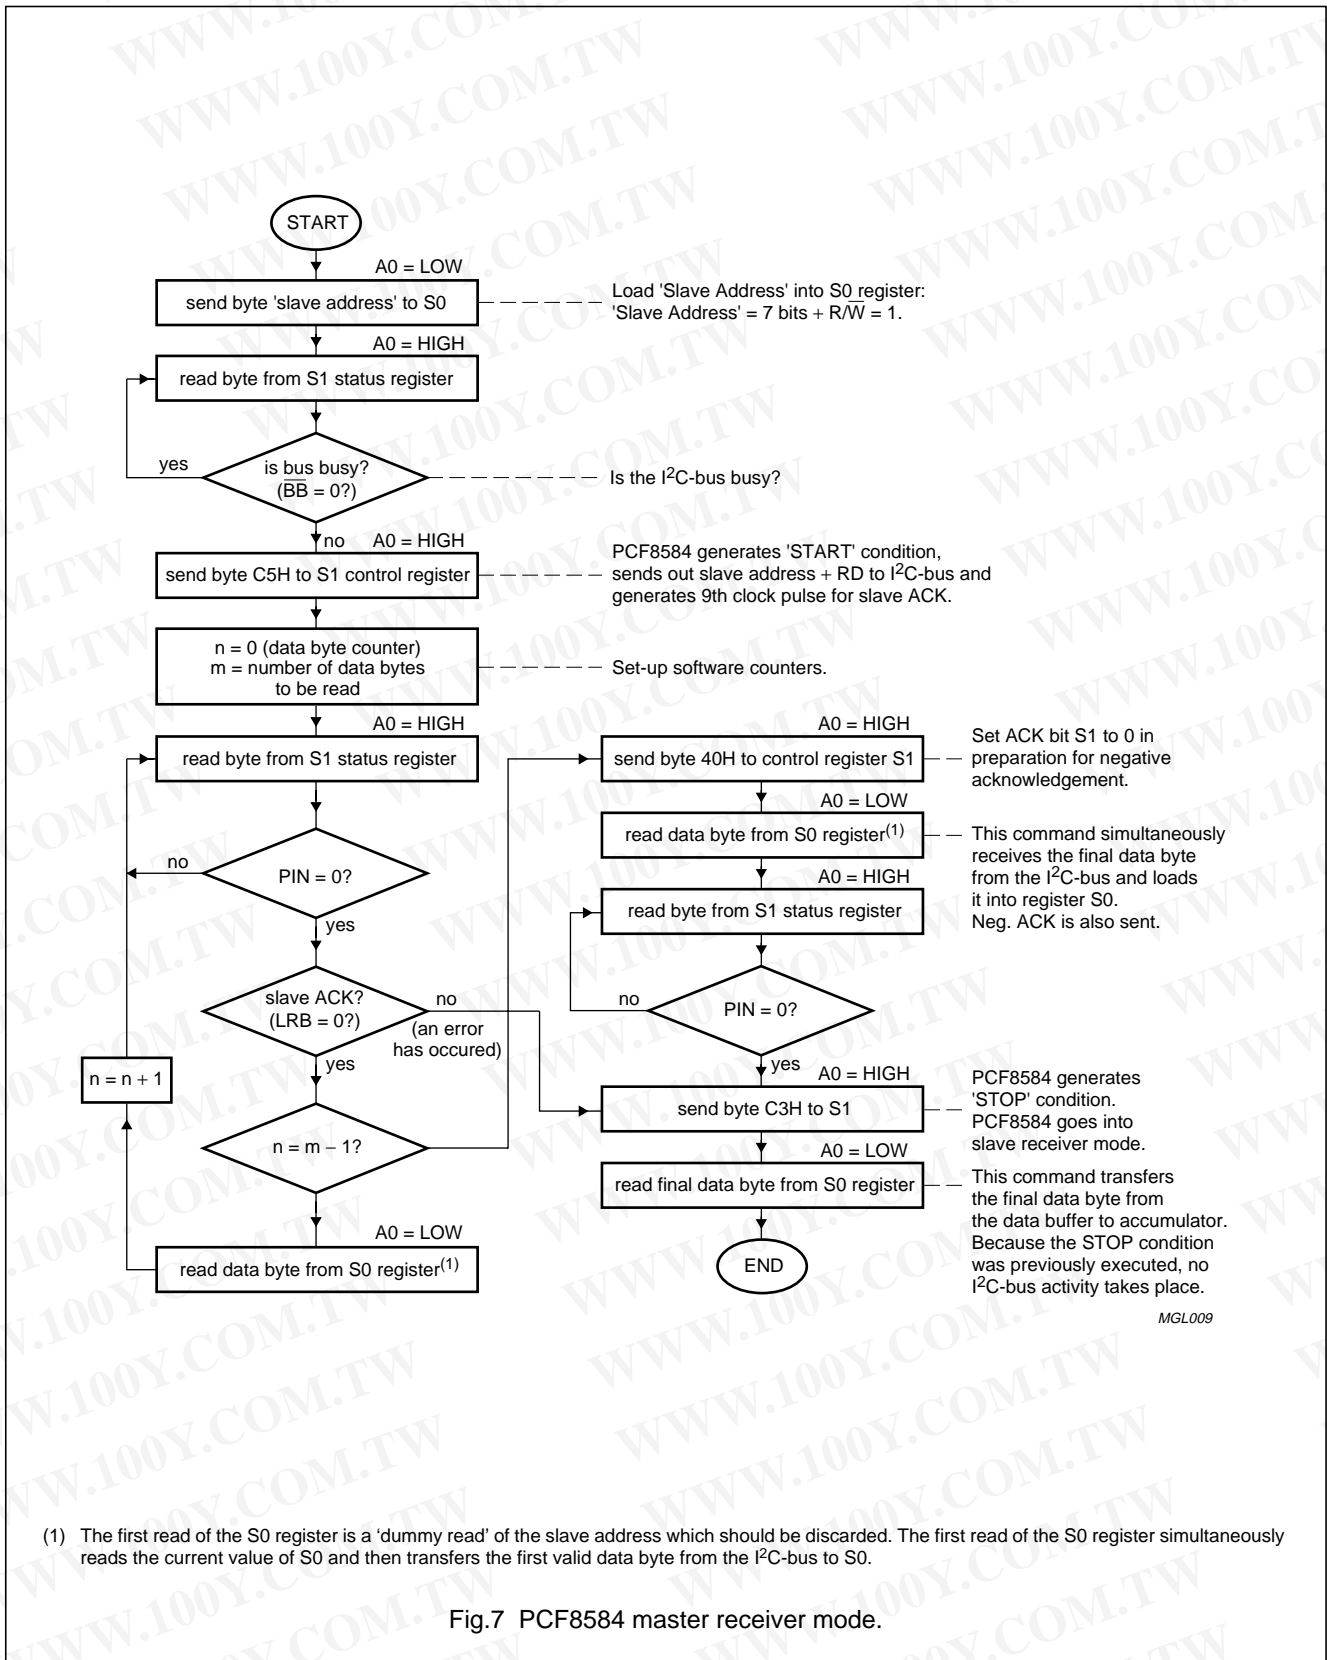 START
A0 = LOW
send byte 'slave address' to S0
Load 'Slave Address' into S0 register:
'Slave Address' = 7 bits + R/W̅ = 1.
A0 = HIGH
read byte from S1 status register
yes
is bus busy?
(B̅B̅ = 0?)
Is the I²C-bus busy?
no
A0 = HIGH
send byte C5H to S1 control register
PCF8584 generates 'START' condition,
sends out slave address + RD to I²C-bus and
generates 9th clock pulse for slave ACK.
n = 0 (data byte counter)
m = number of data bytes
to be read
Set-up software counters.
A0 = HIGH
read byte from S1 status register
no
PIN = 0?
yes
slave ACK?
(LRB = 0?)
no
(an error
has occured)
yes
n = n + 1
n = m − 1?
A0 = LOW
read data byte from S0 register(1)
A0 = HIGH
send byte 40H to control register S1
Set ACK bit S1 to 0 in
preparation for negative
acknowledgement.
A0 = LOW
read data byte from S0 register(1)
This command simultaneously
receives the final data byte
from the I²C-bus and loads
it into register S0.
Neg. ACK is also sent.
A0 = HIGH
read byte from S1 status register
no
PIN = 0?
yes
A0 = HIGH
send byte C3H to S1
PCF8584 generates
'STOP' condition.
PCF8584 goes into
slave receiver mode.
A0 = LOW
read final data byte from S0 register
This command transfers
the final data byte from
the data buffer to accumulator.
Because the STOP condition
was previously executed, no
I²C-bus activity takes place.
END
MGL009
(1) The first read of the S0 register is a ‘dummy read’ of the slave address which should be discarded. The first read of the S0 register simultaneously
reads the current value of S0 and then transfers the first valid data byte from the I²C-bus to S0.
Fig.7 PCF8584 master receiver mode.
WWW.100Y.COM.TW